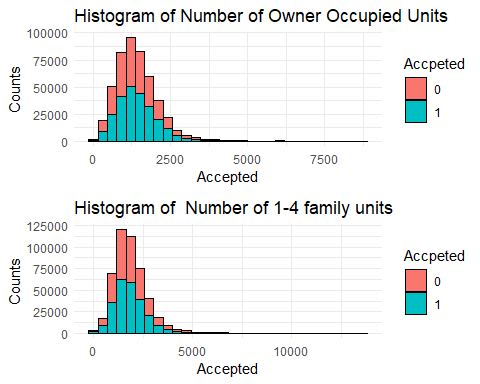 Histogram of Number of Owner Occupied Units
100000
75000
50000
25000
0
Counts
0 2500 5000 7500
Accepted
Accpeted
0
1
Histogram of  Number of 1-4 family units
125000
100000
75000
50000
25000
0
Counts
0 5000 10000
Accepted
Accpeted
0
1